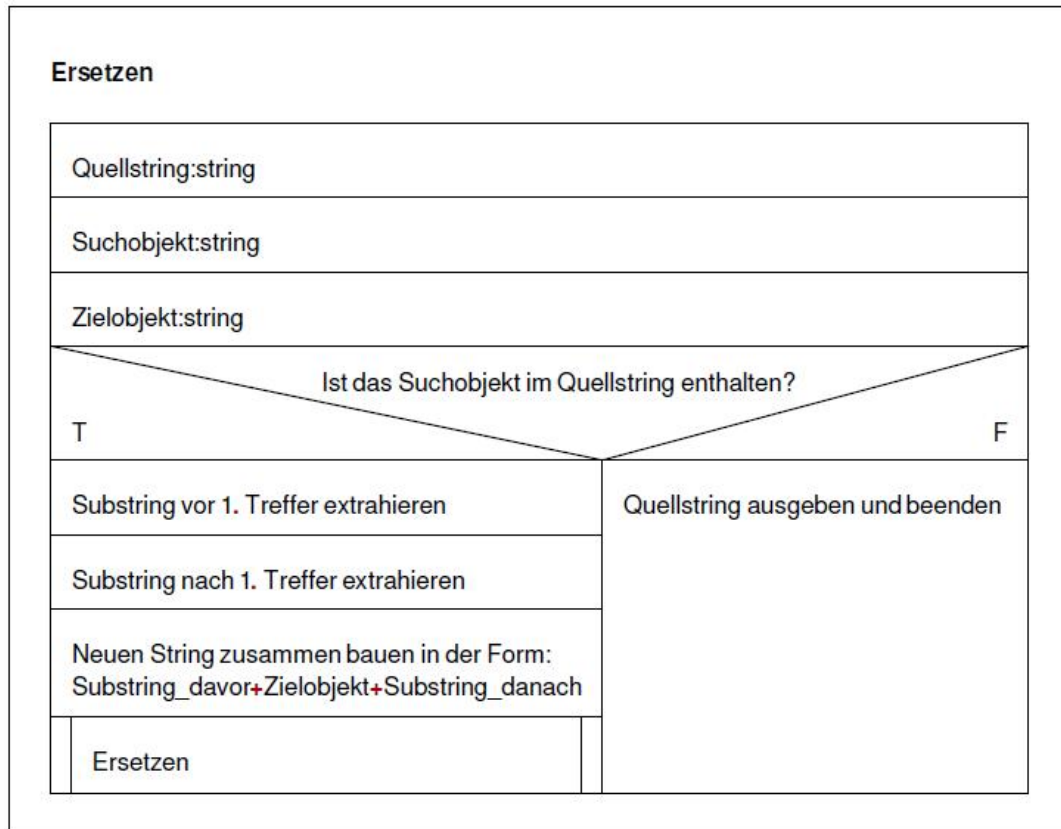 Ersetzen
Quellstring:string
Suchobjekt:string
Zielobjekt:string
Ist das Suchobjekt im Quellstring enthalten?
T
F
Substring vor 1. Treffer extrahieren
Quellstring ausgeben und beenden
Substring nach 1. Treffer extrahieren
Neuen String zusammen bauen in der Form:
Substring_davor+Zielobjekt+Substring_danach
Ersetzen